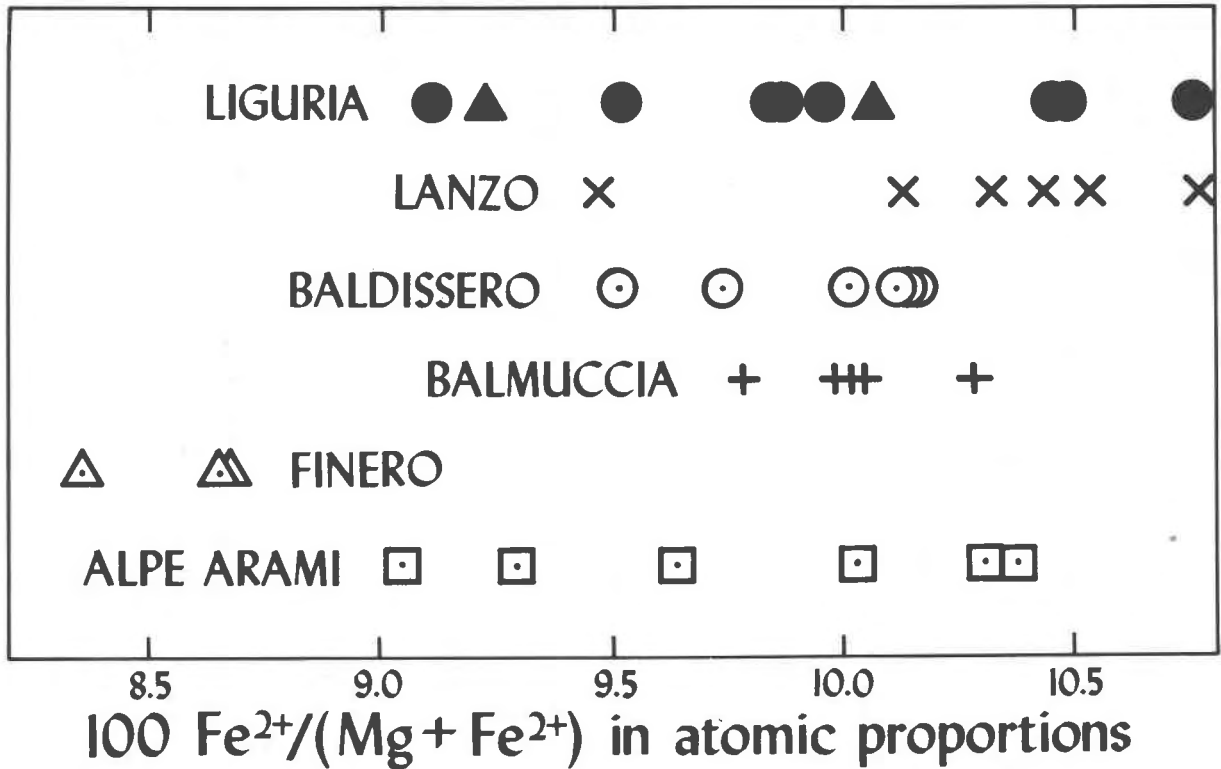 LIGURIA
LANZO
BALDISSERO
BALMUCCIA
FINERO
ALPE ARAMI
8.5 9.0 9.5 10.0 10.5
100 Fe²⁺/(Mg + Fe²⁺) in atomic proportions